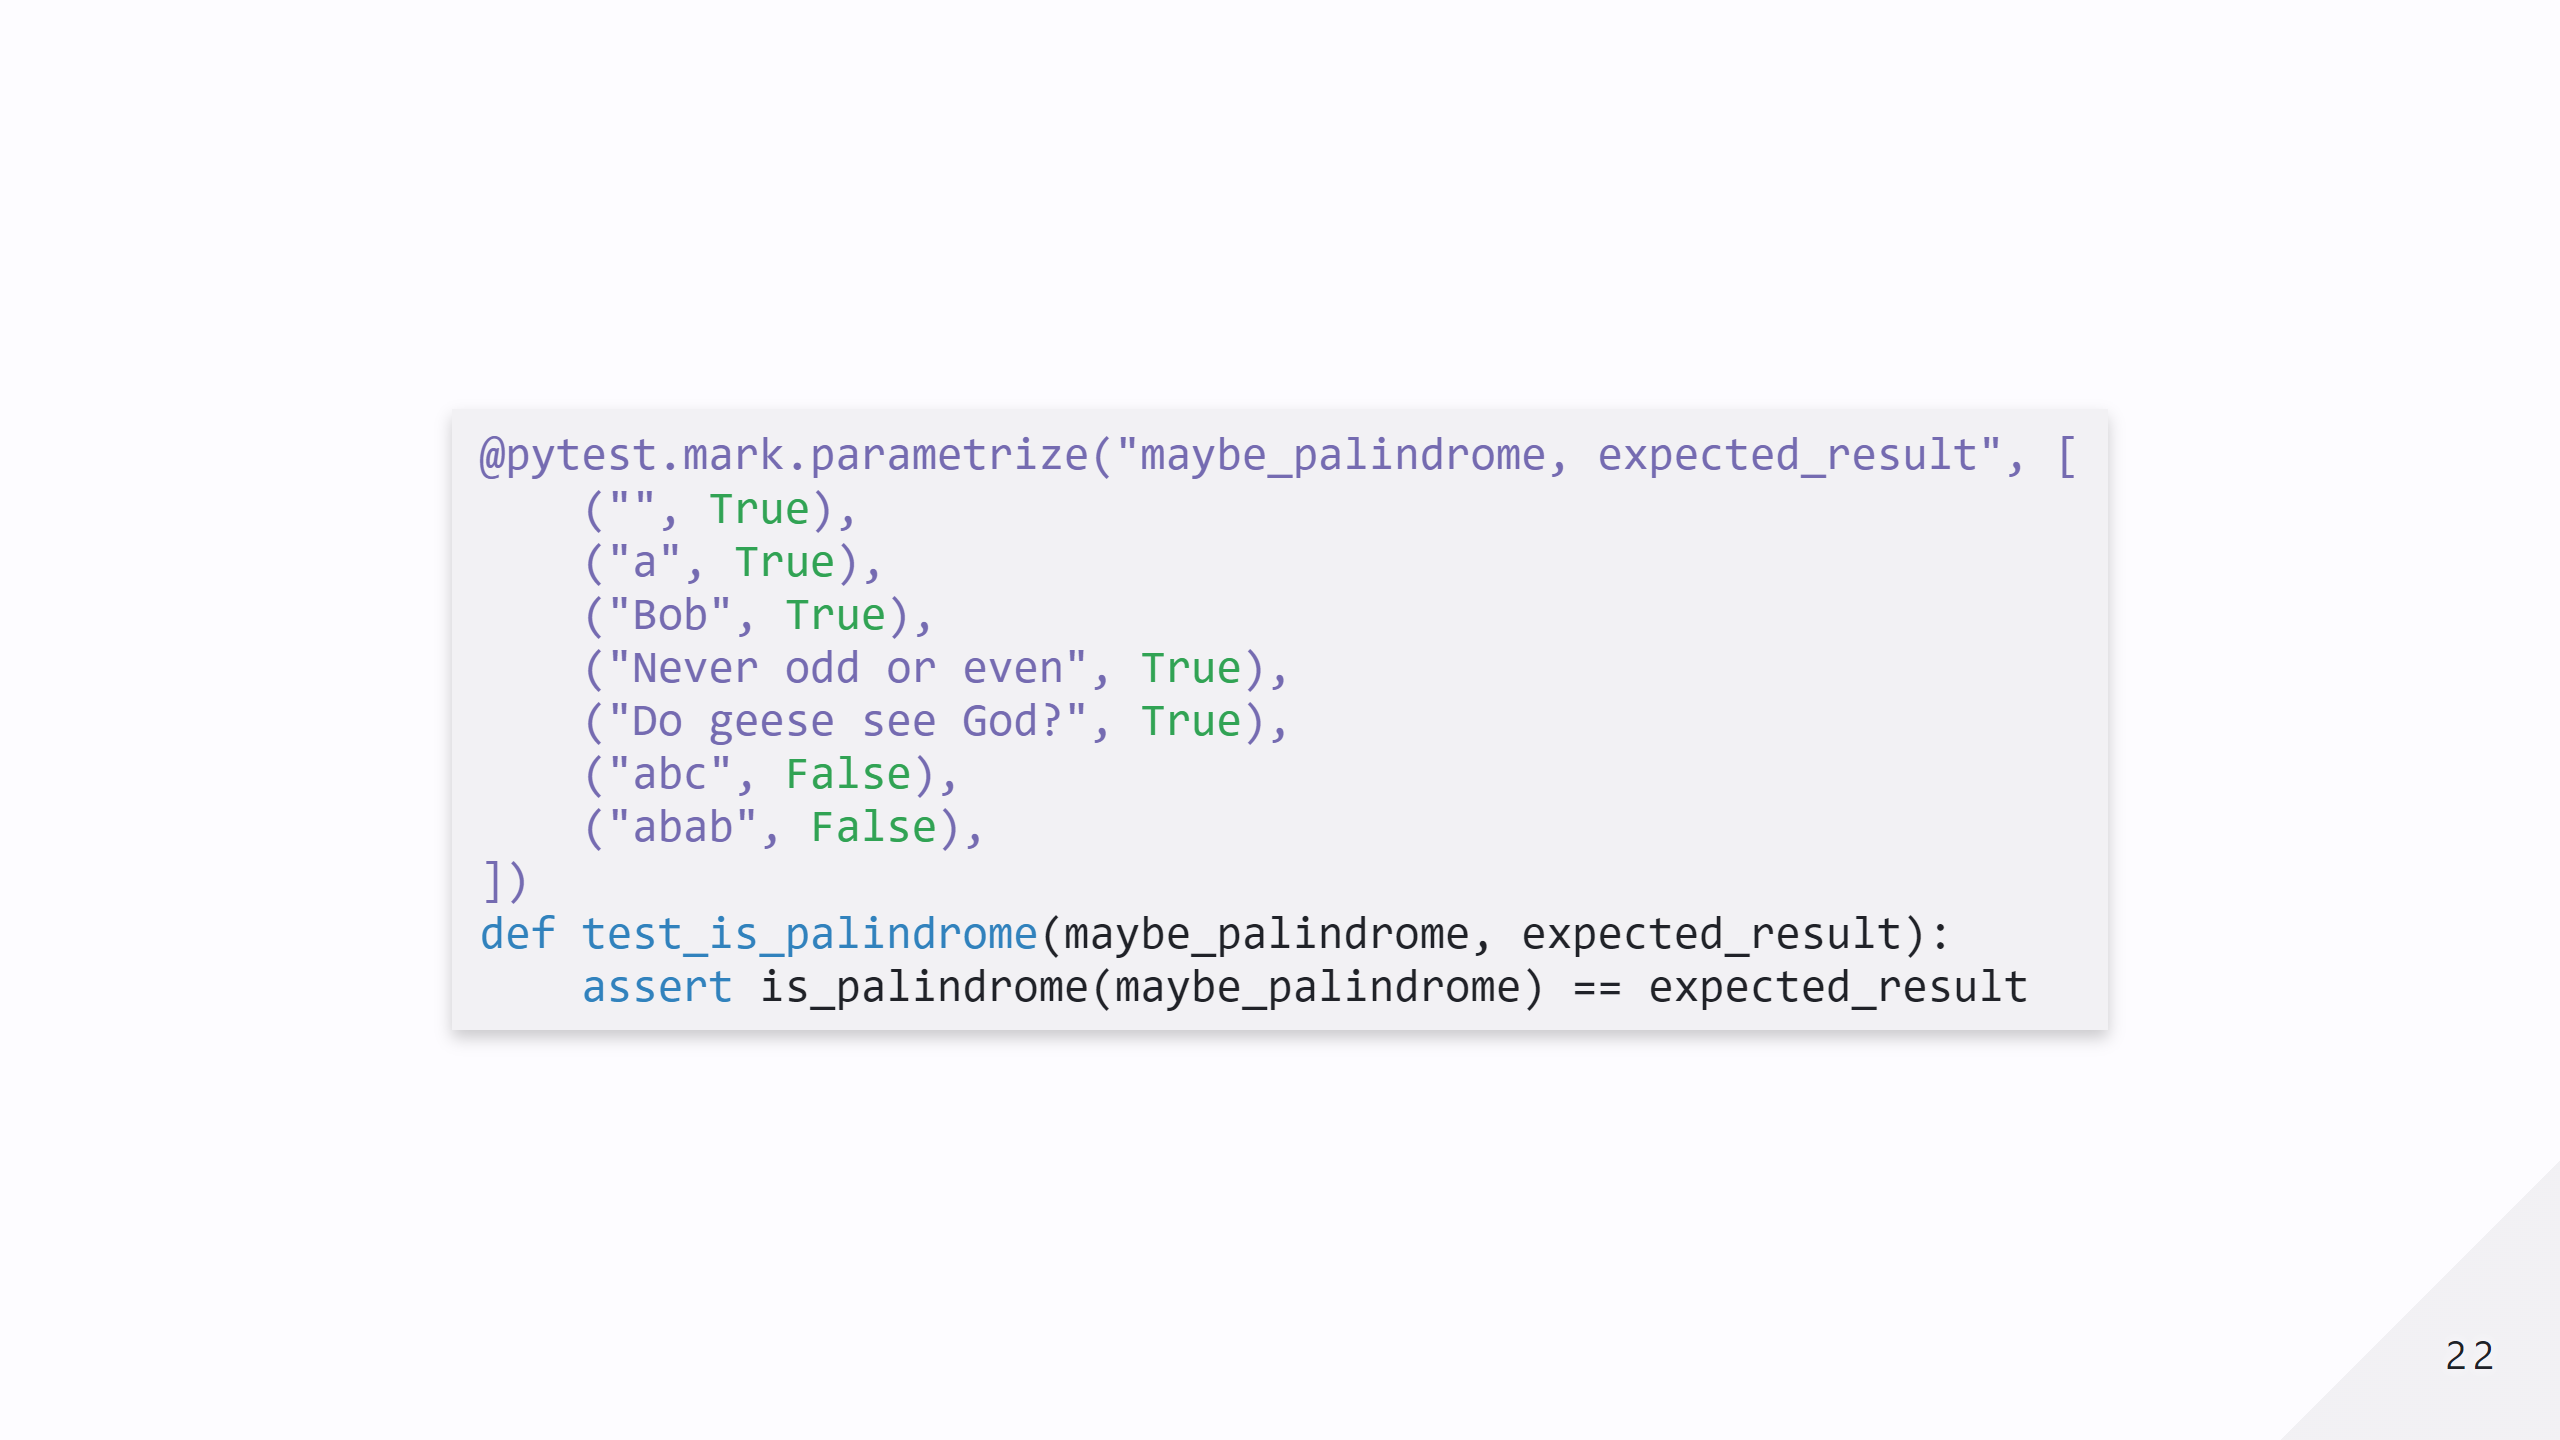 @pytest.mark.parametrize("maybe_palindrome, expected_result", [
    ("", True),
    ("a", True),
    ("Bob", True),
    ("Never odd or even", True),
    ("Do geese see God?", True),
    ("abc", False),
    ("abab", False),
])
def test_is_palindrome(maybe_palindrome, expected_result):
    assert is_palindrome(maybe_palindrome) == expected_result
22